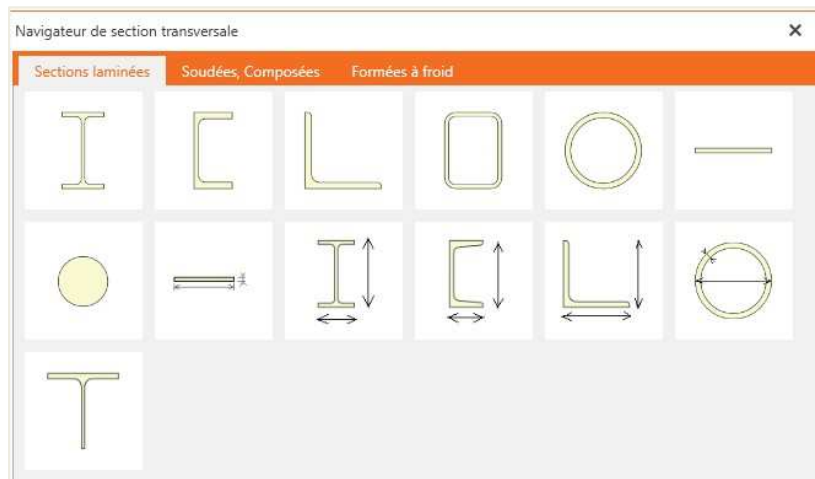 Navigateur de section transversale
Sections laminées Soudées, Composées Formées à froid